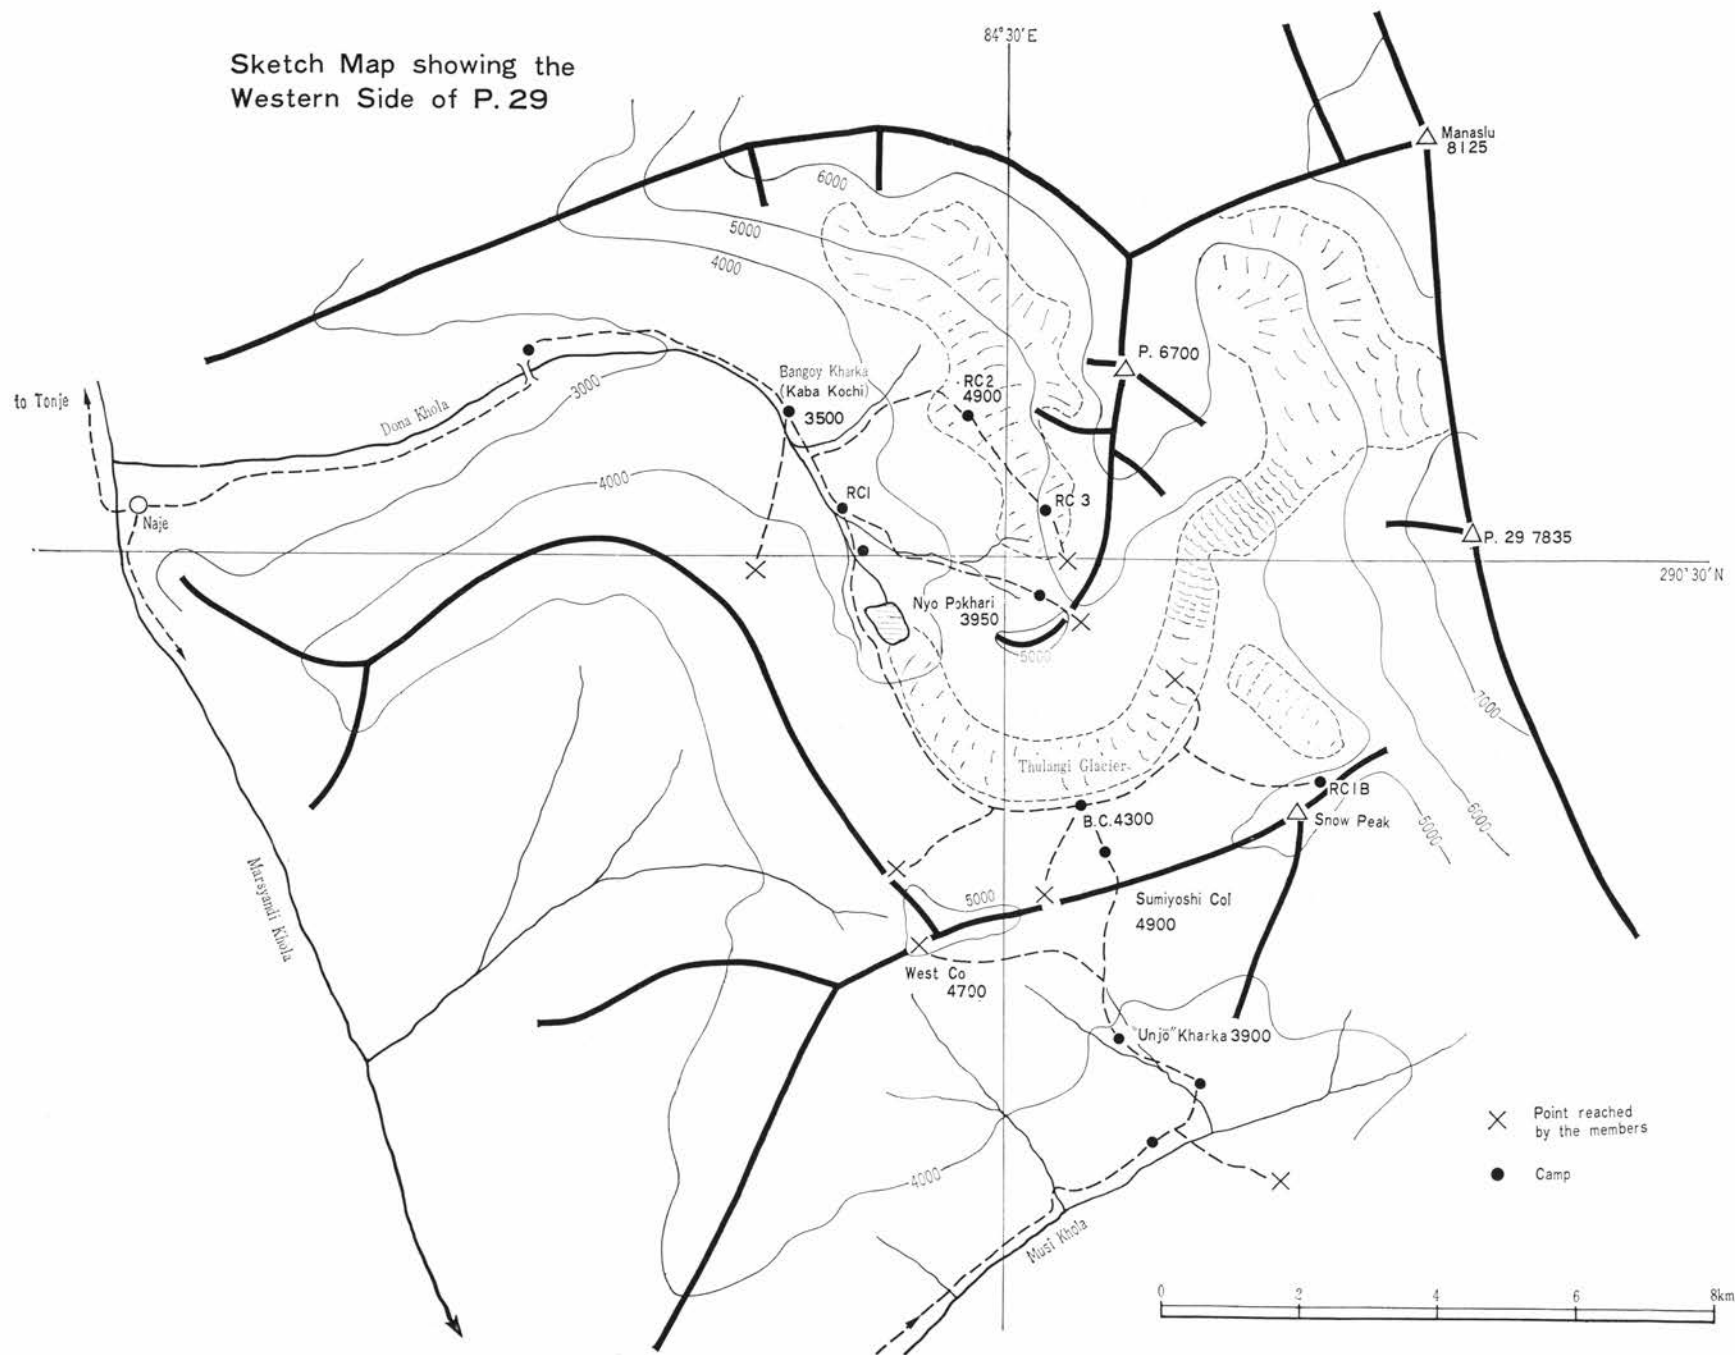 Sketch Map showing the
Western Side of P. 29
84°30′E
Manaslu
8125
6000
5000
4000
P. 6700
Bangoy Kharka
(Kaba Kochi)
3500
RC2
4900
to Tonje
3000
Dona Khola
4000
RC1
RC 3
Naje
P. 29 7835
290°30′N
Nyo Pokhari
3950
5000
7000
Thulangi Glacier
RC1B
B.C. 4300
Snow Peak
6000
5000
Marsyandi Khola
5000
Sumiyoshi Col
4900
West Co
4700
"Unjō" Kharka 3900
Point reached
by the members
Camp
4000
Musi Khola
0 2 4 6 8km